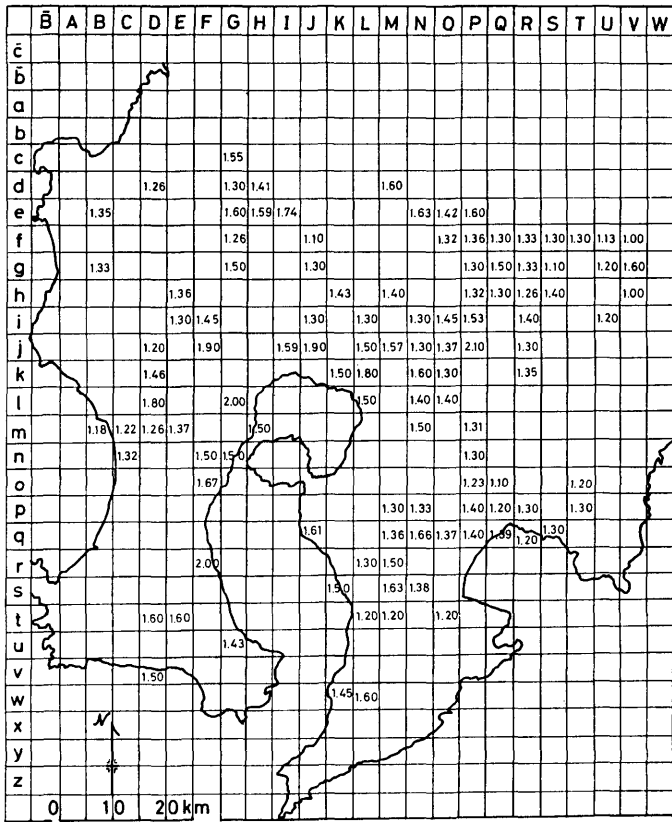 B̄ A B C D E F G H I J K L M N O P Q R S T U V W
c̄
b̄
a
b
c 1.55
d 1.26 1.30 1.41 1.60
e 1.35 1.60 1.59 1.74 1.63 1.42 1.60
f 1.26 1.10 1.32 1.36 1.30 1.33 1.30 1.30 1.13 1.00
g 1.33 1.50 1.30 1.30 1.50 1.33 1.10 1.20 1.60
h 1.36 1.43 1.40 1.32 1.30 1.26 1.40 1.00
i 1.30 1.45 1.30 1.30 1.30 1.45 1.53 1.40 1.20
j 1.20 1.90 1.59 1.90 1.50 1.57 1.30 1.37 2.10 1.30
k 1.46 1.50 1.80 1.60 1.30 1.35
l 1.80 2.00 1.50 1.40 1.40
m 1.18 1.22 1.26 1.37 1.50 1.50 1.31
n 1.32 1.50 1.50 1.30
o 1.67 1.23 1.10 1.20
p 1.30 1.33 1.40 1.20 1.30 1.30
q 1.61 1.36 1.66 1.37 1.40 1.39 1.20 1.30
r 2.00 1.30 1.50
s 1.50 1.63 1.38
t 1.60 1.60 1.20 1.20 1.20
u 1.43
v 1.50
w 1.45 1.60
x N
y
z
0 10 20 km